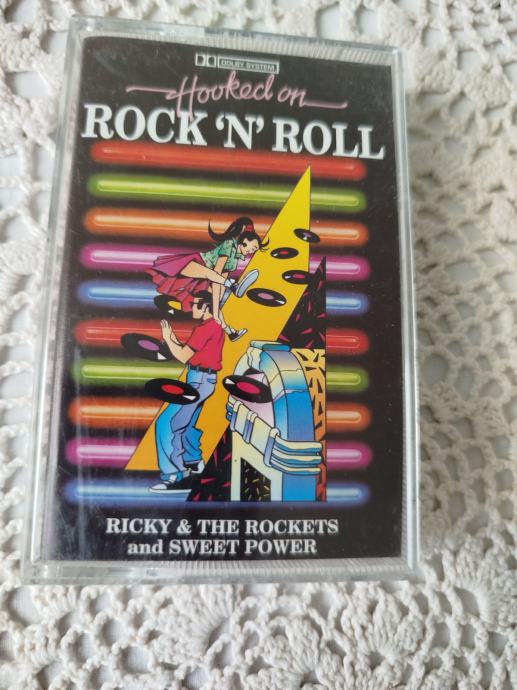 DOLBY SYSTEM
Hooked on
ROCK 'N' ROLL
RICKY & THE ROCKETS
and SWEET POWER